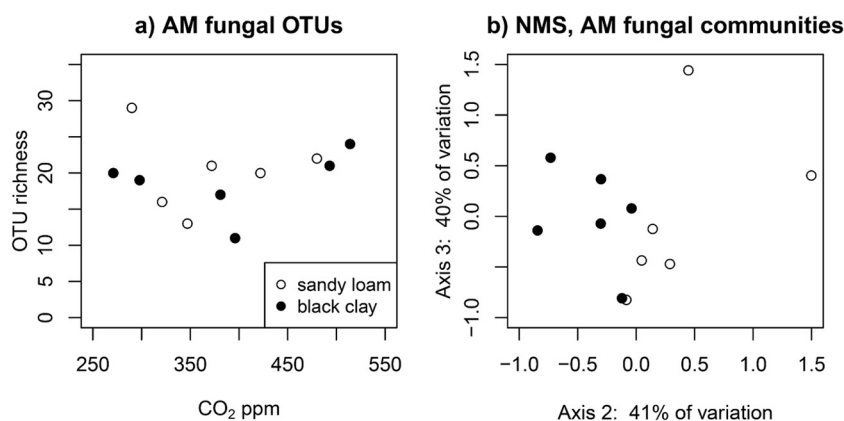 a) AM fungal OTUs
OTU richness
0
5
10
20
30
250
350
450
550
CO₂ ppm
sandy loam
black clay
b) NMS, AM fungal communities
Axis 3:  40% of variation
−1.0
0.0
0.5
1.0
1.5
−1.0
−0.5
0.0
0.5
1.0
1.5
Axis 2:  41% of variation